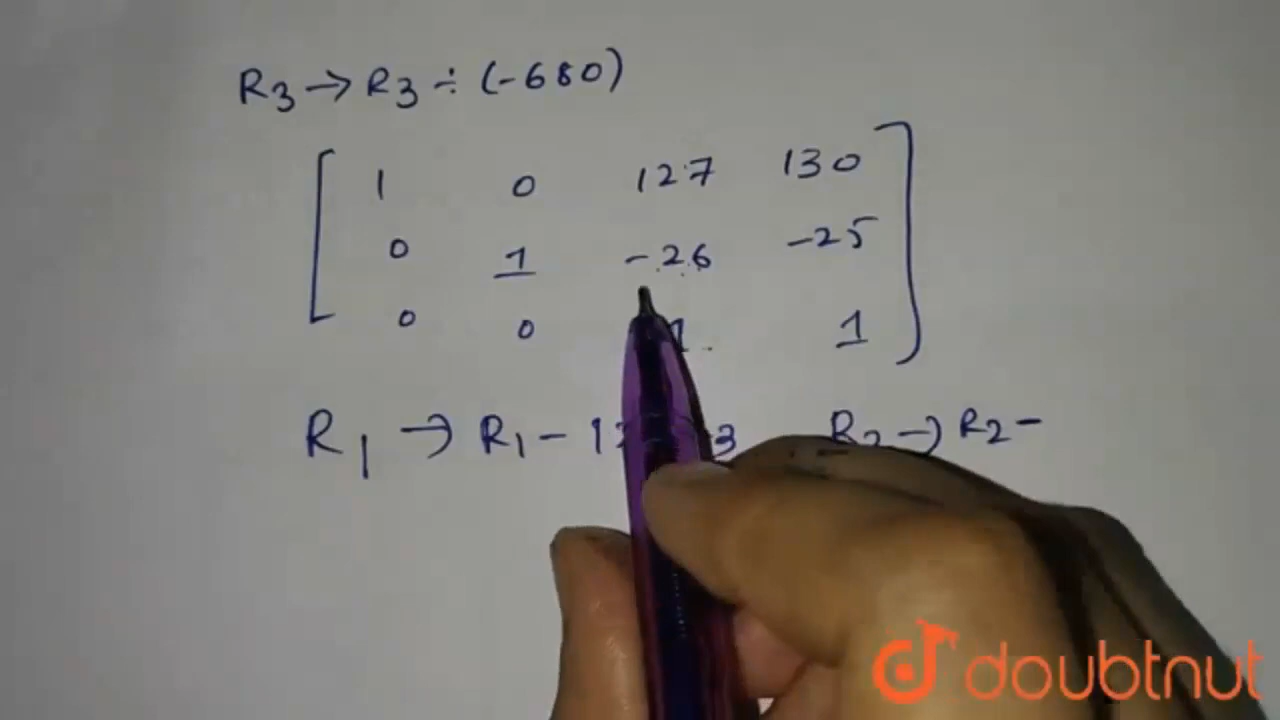 R3 → R3 ÷ (-680)
[ 1 0 127 130
0 1 -26 -25
0 0 1 1 ]
R1 → R1 - R2 → R2 -
doubtnut